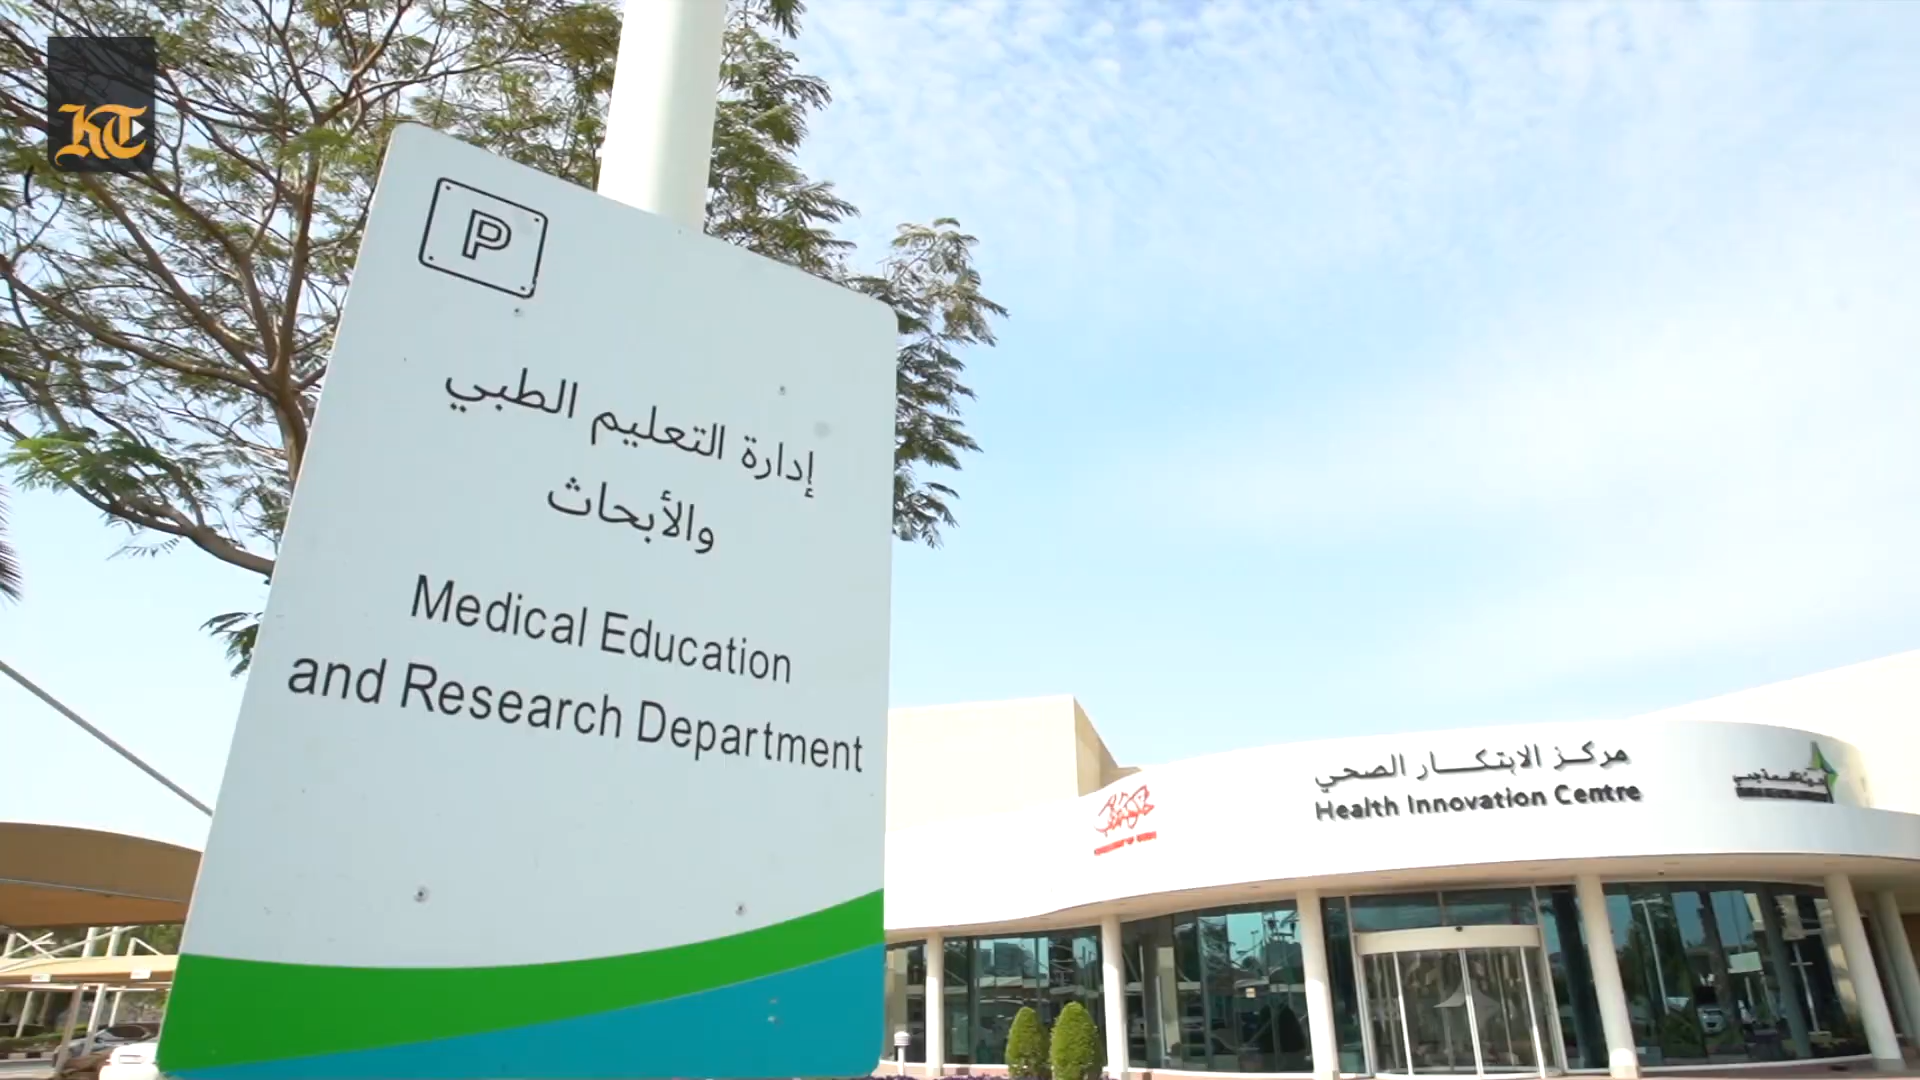 KT
P
إدارة التعليم الطبي
والأبحاث
Medical Education
and Research Department
مركز الابتكار الصحي
Health Innovation Centre